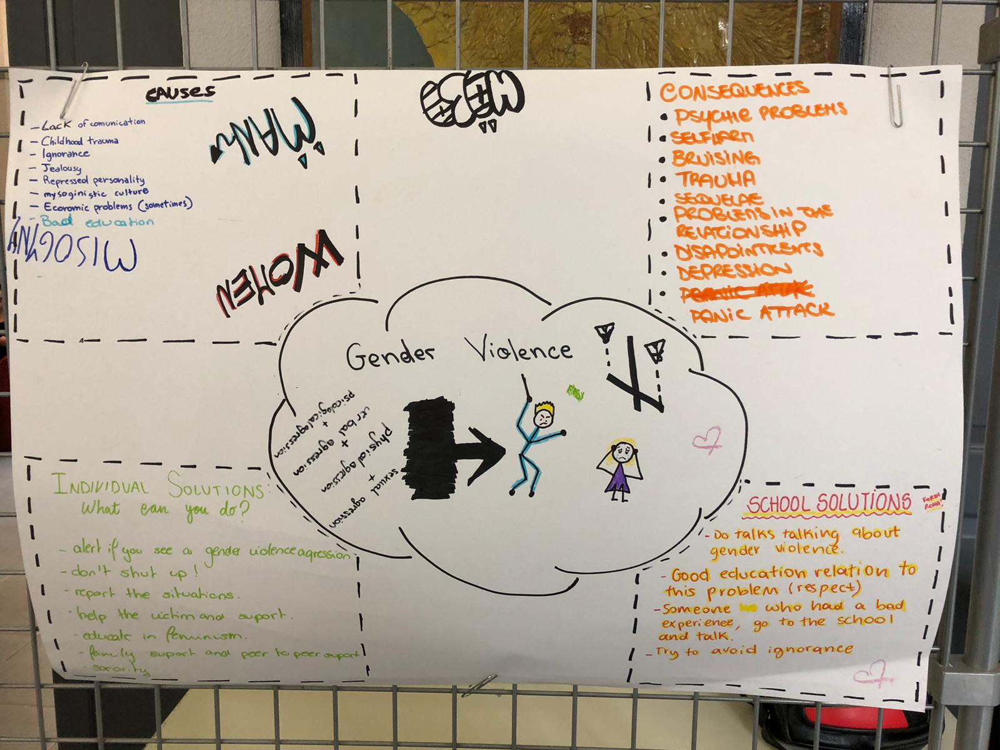 CAUSES
- Lack of comunication
- Childhood trauma
- Ignorance
- Jealousy
- Repressed personality
- mysoginistic culture
- Economic problems (sometimes)
- Bad education
MISOGYNY
MAN
WOMEN
CONSEQUENCES
• PSYCHIC PROBLEMS
• SELFHARM
• BRUISING
• TRAUMA
• SEQUELAE
• PROBLEMS IN THE
RELATIONSHIP
• DISAPOINTMENTS
• DEPRESSION
• PANIC ATTACK
Gender Violence
psicological agression
+
verbal agression
+
physical agression
+
sexual agression
INDIVIDUAL SOLUTIONS:
What can you do?
- alert if you see a gender violence agression
- don't shut up!
- report the situations.
- help the victim and suport.
- educate in feminism.
- family suport and peer to peer suport
- sorority
SCHOOL SOLUTIONS
- Do talks talking about
gender violence.
- Good education relation to
this problem (respect)
- Someone who had a bad
experience, go to the school
and talk.
- Try to avoid ignorance